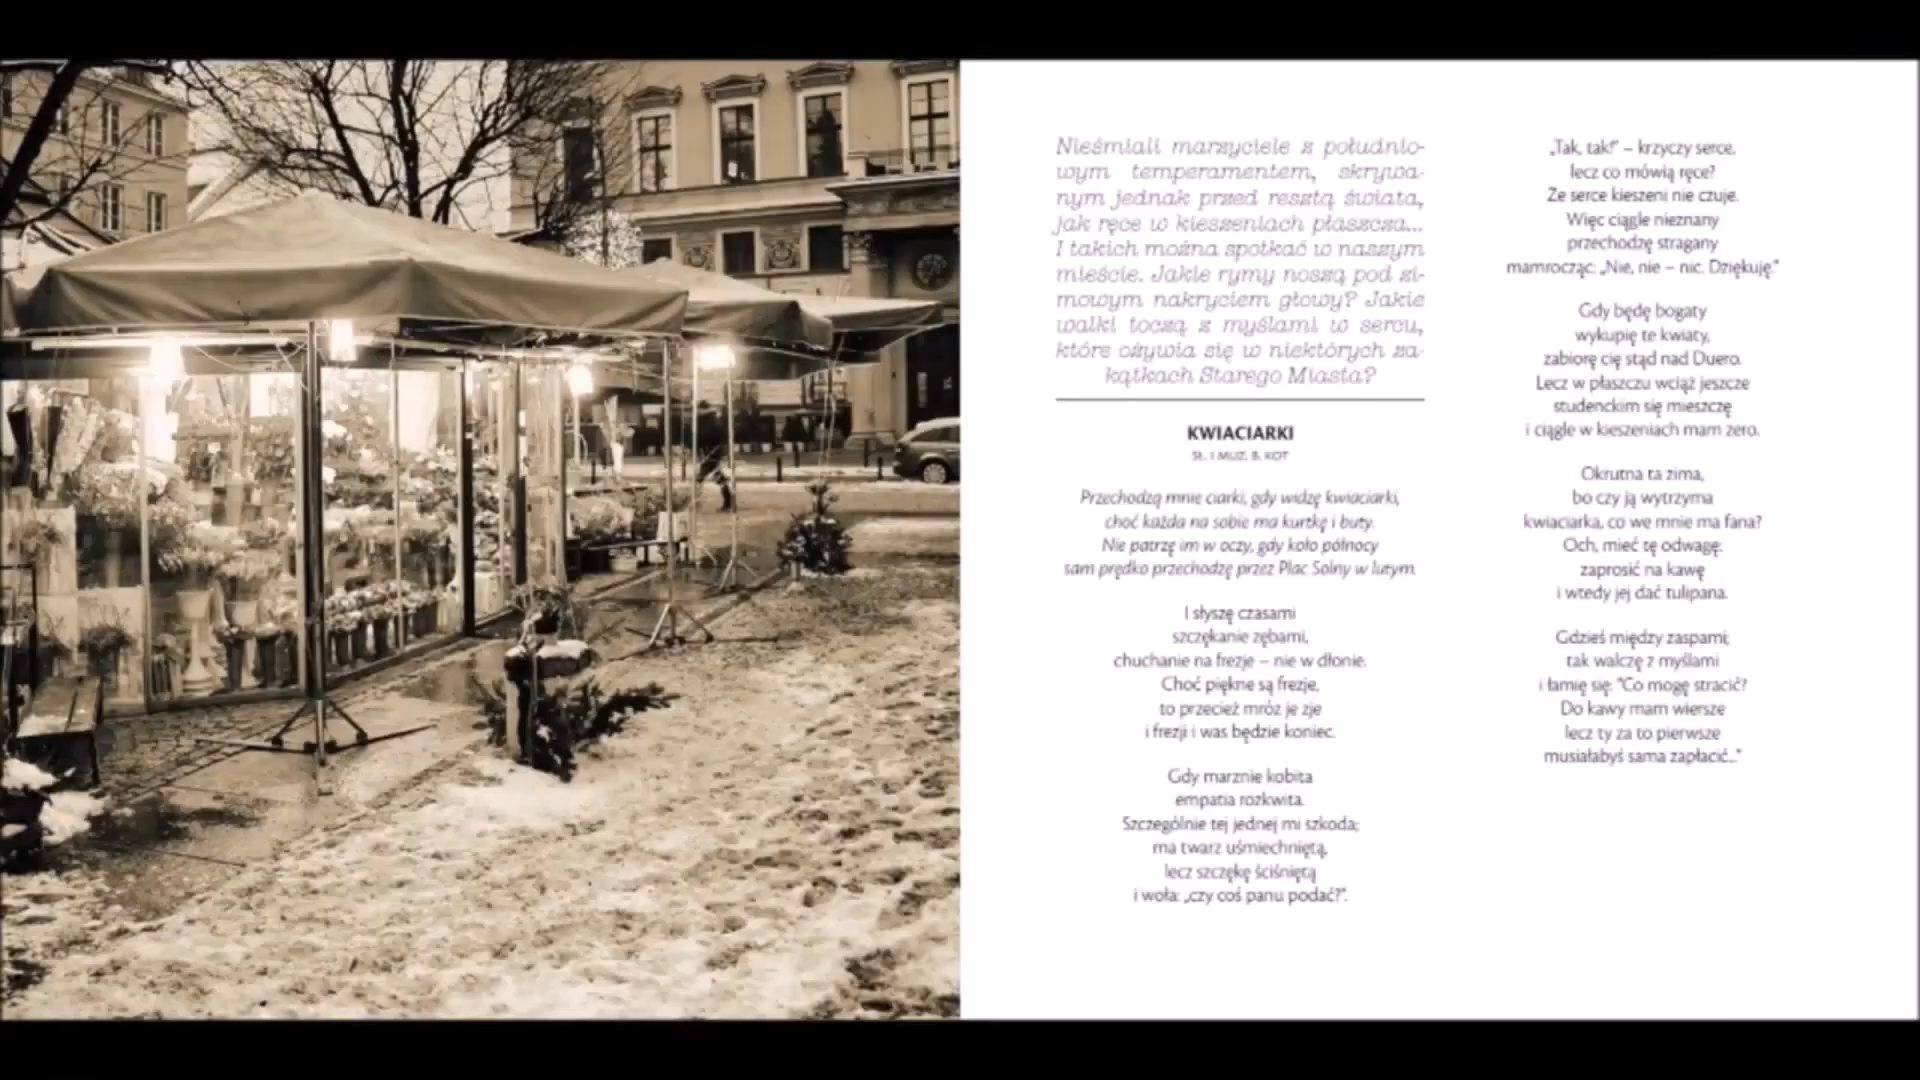 Nieśmiali marzyciele z południo-
wym temperamentem, skrywa-
nym jednak przed resztą świata,
jak ręce w kieszeniach płaszcza...
I takich można spotkać w naszym
mieście. Jakie rymy noszą pod zi-
mowym nakryciem głowy? Jakie
walki toczą z myślami w sercu,
które ożywia się w niektórych za-
kątkach Starego Miasta?
KWIACIARKI
SŁ. I MUZ. B. KOT
Przechodzą mnie ciarki, gdy widzę kwiaciarki,
choć każda na sobie ma kurtkę i buty.
Nie patrzę im w oczy, gdy koło północy
sam prędko przechodzę przez Plac Solny w lutym.
I słyszę czasami
szczękanie zębami,
chuchanie na frezje – nie w dłonie.
Choć piękne są frezje,
to przecież mróz je zje
i frezji i was będzie koniec.
Gdy marznie kobita
empatia rozkwita.
Szczególnie tej jednej mi szkoda;
ma twarz uśmiechniętą,
lecz szczękę ściśniętą
i woła: „czy coś panu podać?”.
„Tak, tak!” – krzyczy serce,
lecz co mówią ręce?
Że serce kieszeni nie czuje.
Więc ciągle nieznany
przechodzę stragany
mamrocząc: „Nie, nie – nic. Dziękuję.”
Gdy będę bogaty
wykupię te kwiaty,
zabiorę cię stąd nad Duero.
Lecz w płaszczu wciąż jeszcze
studenckim się mieszczę
i ciągle w kieszeniach mam zero.
Okrutna ta zima,
bo czy ją wytrzyma
kwiaciarka, co we mnie ma fana?
Och, mieć tę odwagę:
zaprosić na kawę
i wtedy jej dać tulipana.
Gdzieś między zaspami;
tak walczę z myślami
i łamię się: "Co mogę stracić?
Do kawy mam wiersze
lecz ty za to pierwsze
musiałabyś sama zapłacić..."